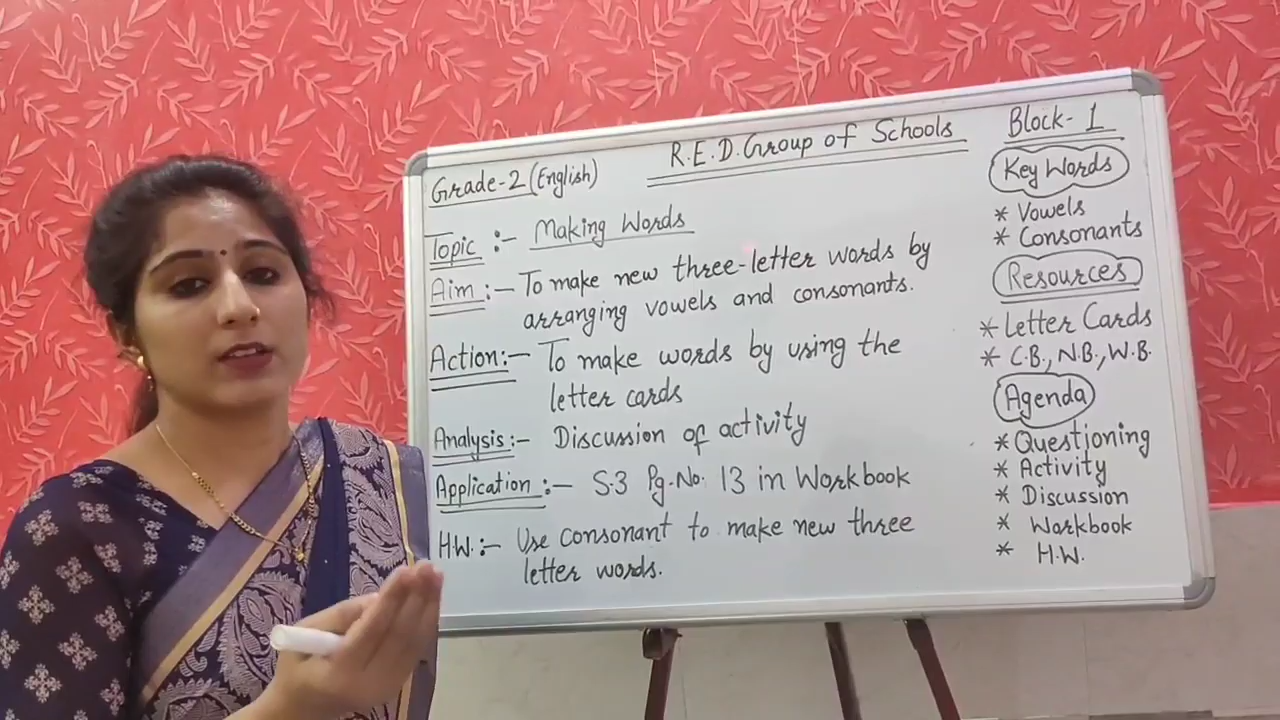 R.E.D. Group of Schools
Grade-2 (English)
Topic :- Making Words
Aim :- To make new three-letter words by
arranging vowels and consonants.
Action:- To make words by using the
letter cards
Analysis:- Discussion of activity
Application:- S.3 Pg.No. 13 in Workbook
H.W.:- Use consonant to make new three
letter words.
Block-1
Key Words
* Vowels
* Consonants
Resources
* Letter Cards
* C.B., N.B., W.B.
Agenda
* Questioning
* Activity
* Discussion
* Workbook
* H.W.